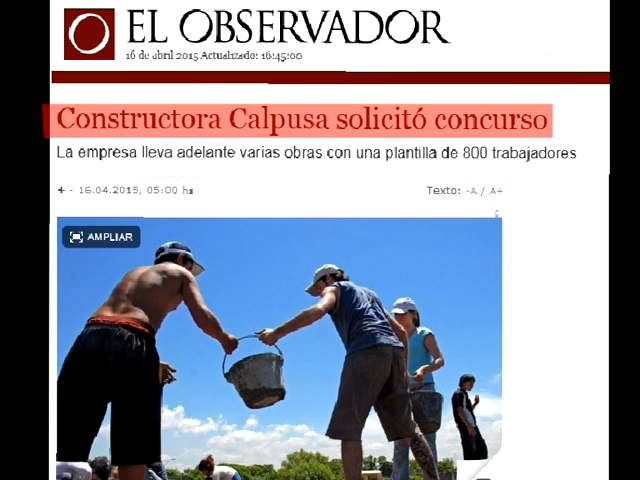 EL OBSERVADOR
16 de abril 2015 Actualizado: 16:45:00
Constructora Calpusa solicitó concurso
La empresa lleva adelante varias obras con una plantilla de 800 trabajadores
+ - 16.04.2015, 05:00 hs
Texto: -A / A+
AMPLIAR